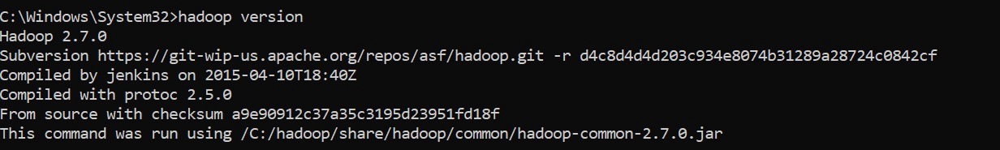 C:\Windows\System32>hadoop version
Hadoop 2.7.0
Subversion https://git-wip-us.apache.org/repos/asf/hadoop.git -r d4c8d4d4d203c934e8074b31289a28724c0842cf
Compiled by jenkins on 2015-04-10T18:40Z
Compiled with protoc 2.5.0
From source with checksum a9e90912c37a35c3195d23951fd18f
This command was run using /C:/hadoop/share/hadoop/common/hadoop-common-2.7.0.jar